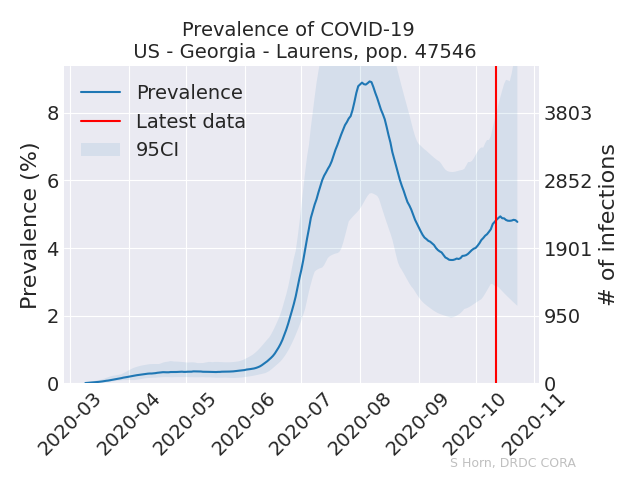 Prevalence of COVID-19
US - Georgia - Laurens, pop. 47546
Prevalence
Latest data
95CI
Prevalence (%)
8
6
4
2
0
3803
2852
1901
950
0
# of infections
2020-03
2020-04
2020-05
2020-06
2020-07
2020-08
2020-09
2020-10
2020-11
S Horn, DRDC CORA